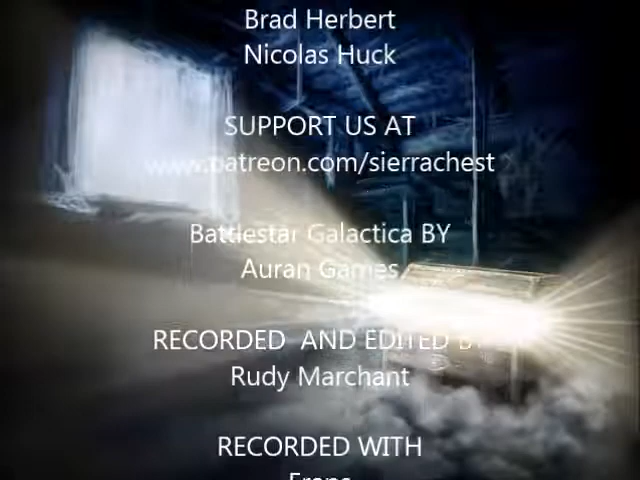 Brad Herbert
Nicolas Huck
SUPPORT US AT
www.patreon.com/sierrachest
Battlestar Galactica BY
Auran Games
RECORDED AND EDITED BY
Rudy Marchant
RECORDED WITH